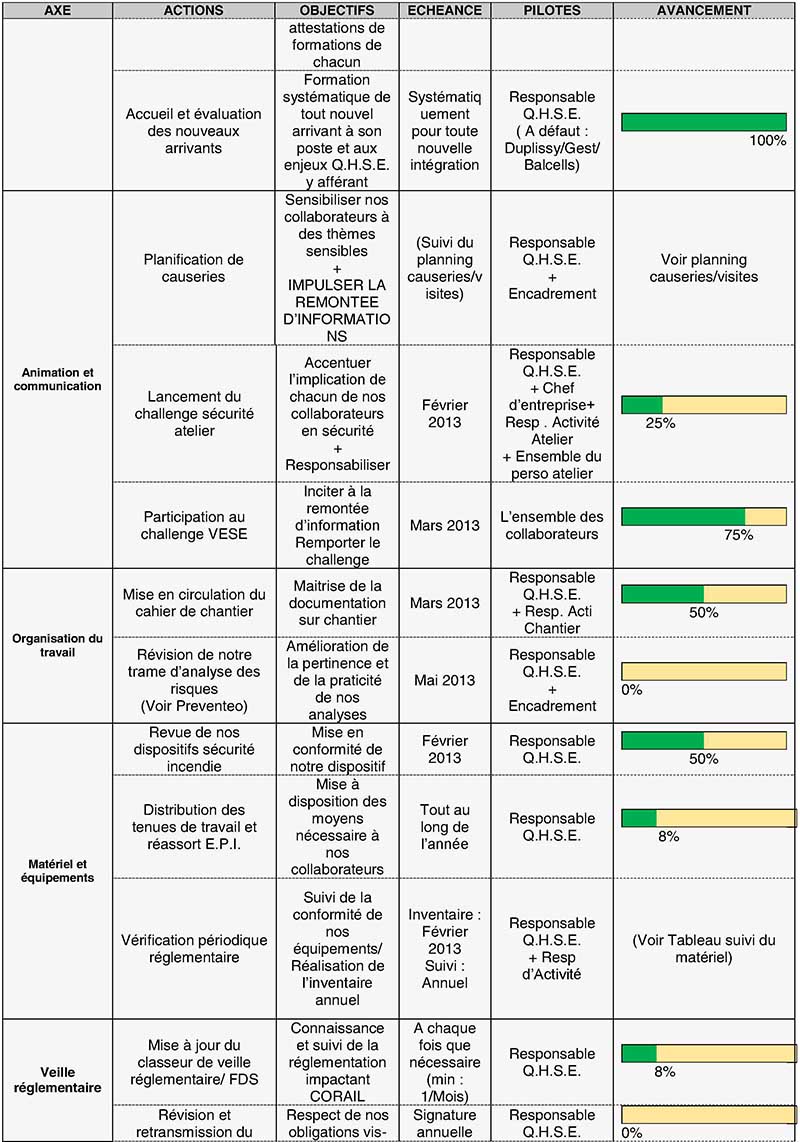 AXE ACTIONS OBJECTIFS ECHEANCE PILOTES AVANCEMENT
attestations de
formations de
chacun
Accueil et évaluation
des nouveaux
arrivants
Formation
systématique de
tout nouvel
arrivant à son
poste et aux
enjeux Q.H.S.E.
y afférant
Systématiq
uement
pour toute
nouvelle
intégration
Responsable
Q.H.S.E.
( A défaut :
Duplissy/Gest/
Balcells)
100%
Animation et
communication
Planification de
causeries
Sensibiliser nos
collaborateurs à
des thèmes
sensibles
+
IMPULSER LA
REMONTEE
D'INFORMATIO
NS
(Suivi du
planning
causeries/v
isites)
Responsable
Q.H.S.E.
+
Encadrement
Voir planning
causeries/visites
Lancement du
challenge sécurité
atelier
Accentuer
l'implication de
chacun de nos
collaborateurs
en sécurité
+
Responsabiliser
Février
2013
Responsable
Q.H.S.E.
+ Chef
d'entreprise+
Resp . Activité
Atelier
+ Ensemble du
perso atelier
25%
Participation au
challenge VESE
Inciter à la
remontée
d'information
Remporter le
challenge
Mars 2013
L'ensemble des
collaborateurs
75%
Organisation du
travail
Mise en circulation du
cahier de chantier
Maitrise de la
documentation
sur chantier
Mars 2013
Responsable
Q.H.S.E.
+ Resp. Acti
Chantier
50%
Révision de notre
trame d'analyse des
risques
(Voir Preventeo)
Amélioration de
la pertinence et
de la praticité de
nos
analyses
Mai 2013
Responsable
Q.H.S.E.
+
Encadrement
0%
Matériel et
équipements
Revue de nos
dispositifs sécurité
incendie
Mise en
conformité de
notre dispositif
Février
2013
Responsable
Q.H.S.E.
50%
Distribution des
tenues de travail et
réassort E.P.I.
Mise à
disposition des
moyens
nécessaire à
nos
collaborateurs
Tout au
long de
l'année
Responsable
Q.H.S.E.
8%
Vérification périodique
réglementaire
Suivi de la
conformité de
nos
équipements/
Réalisation de
l'inventaire
annuel
Inventaire :
Février
2013
Suivi :
Annuel
Responsable
Q.H.S.E.
+ Resp
d'Activité
(Voir Tableau suivi du
matériel)
Veille
réglementaire
Mise à jour du
classeur de veille
réglementaire/ FDS
Connaissance
et suivi de la
réglementation
impactant
CORAIL
A chaque
fois que
nécessaire
(min :
1/Mois)
Responsable
Q.H.S.E.
8%
Révision et
retransmission du
Respect de nos
obligations vis-
Signature
annuelle
Responsable
Q.H.S.E.
0%